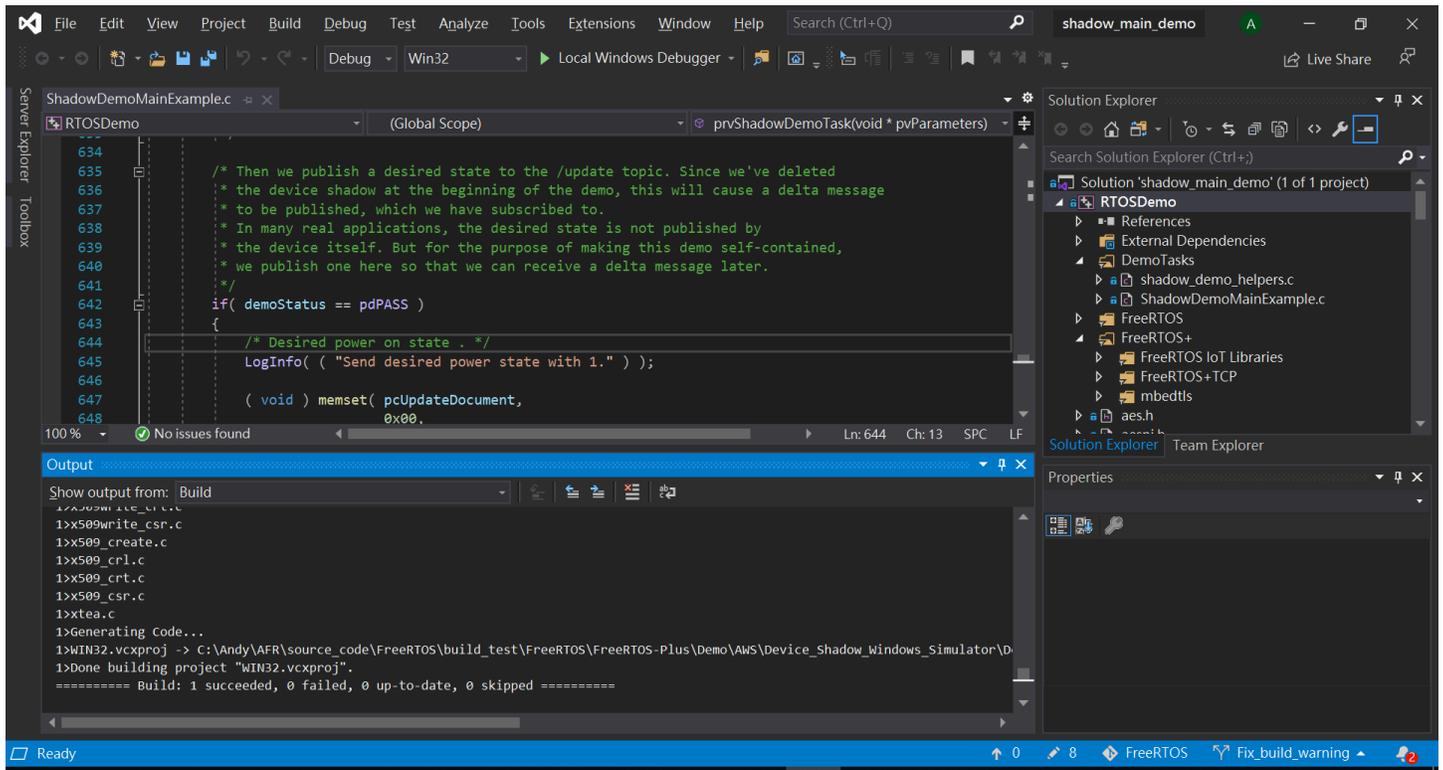 File Edit View Project Build Debug Test Analyze Tools Extensions Window Help Search (Ctrl+Q) shadow_main_demo A
Debug Win32 Local Windows Debugger Live Share
Server Explorer
Toolbox
ShadowDemoMainExample.c
RTOSDemo (Global Scope) prvShadowDemoTask(void * pvParameters)
634
635 /* Then we publish a desired state to the /update topic. Since we've deleted
636 * the device shadow at the beginning of the demo, this will cause a delta message
637 * to be published, which we have subscribed to.
638 * In many real applications, the desired state is not published by
639 * the device itself. But for the purpose of making this demo self-contained,
640 * we publish one here so that we can receive a delta message later.
641 */
642 if( demoStatus == pdPASS )
643 {
644 /* Desired power on state . */
645 LogInfo( ( "Send desired power state with 1." ) );
646
647 ( void ) memset( pcUpdateDocument,
648 0x00,
100 % No issues found Ln: 644 Ch: 13 SPC LF
Output
Show output from: Build
1>x509write_crt.c
1>x509write_csr.c
1>x509_create.c
1>x509_crl.c
1>x509_crt.c
1>x509_csr.c
1>xtea.c
1>Generating Code...
1>WIN32.vcxproj -> C:\Andy\AFR\source_code\FreeRTOS\build_test\FreeRTOS\FreeRTOS-Plus\Demo\AWS\Device_Shadow_Windows_Simulator\D
1>Done building project "WIN32.vcxproj".
========== Build: 1 succeeded, 0 failed, 0 up-to-date, 0 skipped ==========
Solution Explorer
Search Solution Explorer (Ctrl+;)
Solution 'shadow_main_demo' (1 of 1 project)
RTOSDemo
References
External Dependencies
DemoTasks
shadow_demo_helpers.c
ShadowDemoMainExample.c
FreeRTOS
FreeRTOS+
FreeRTOS IoT Libraries
FreeRTOS+TCP
mbedtls
aes.h
Solution Explorer Team Explorer
Properties
Ready 0 8 FreeRTOS Fix_build_warning 2